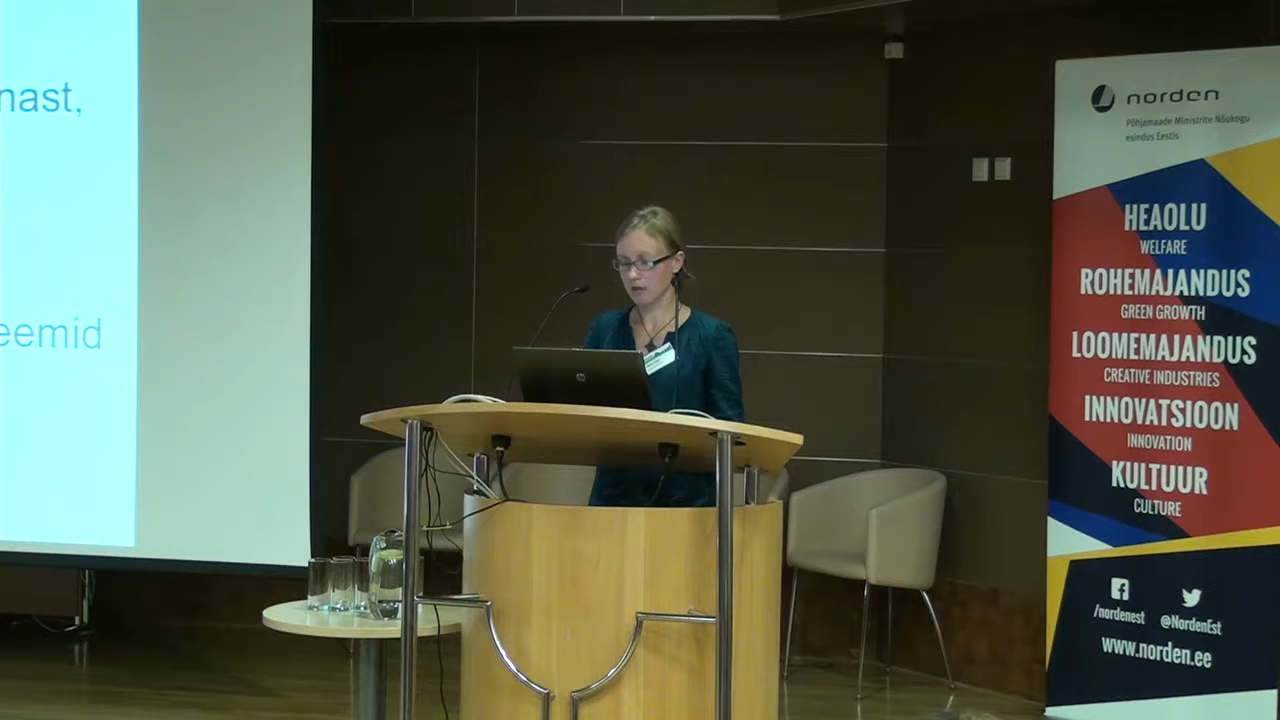 nast,
eemid
hp
norden
Põhjamaade Ministrite Nõukogu
esindus Eestis
HEAOLU
WELFARE
ROHEMAJANDUS
GREEN GROWTH
LOOMEMAJANDUS
CREATIVE INDUSTRIES
INNOVATSIOON
INNOVATION
KULTUUR
CULTURE
/nordenest
@NordenEst
www.norden.ee